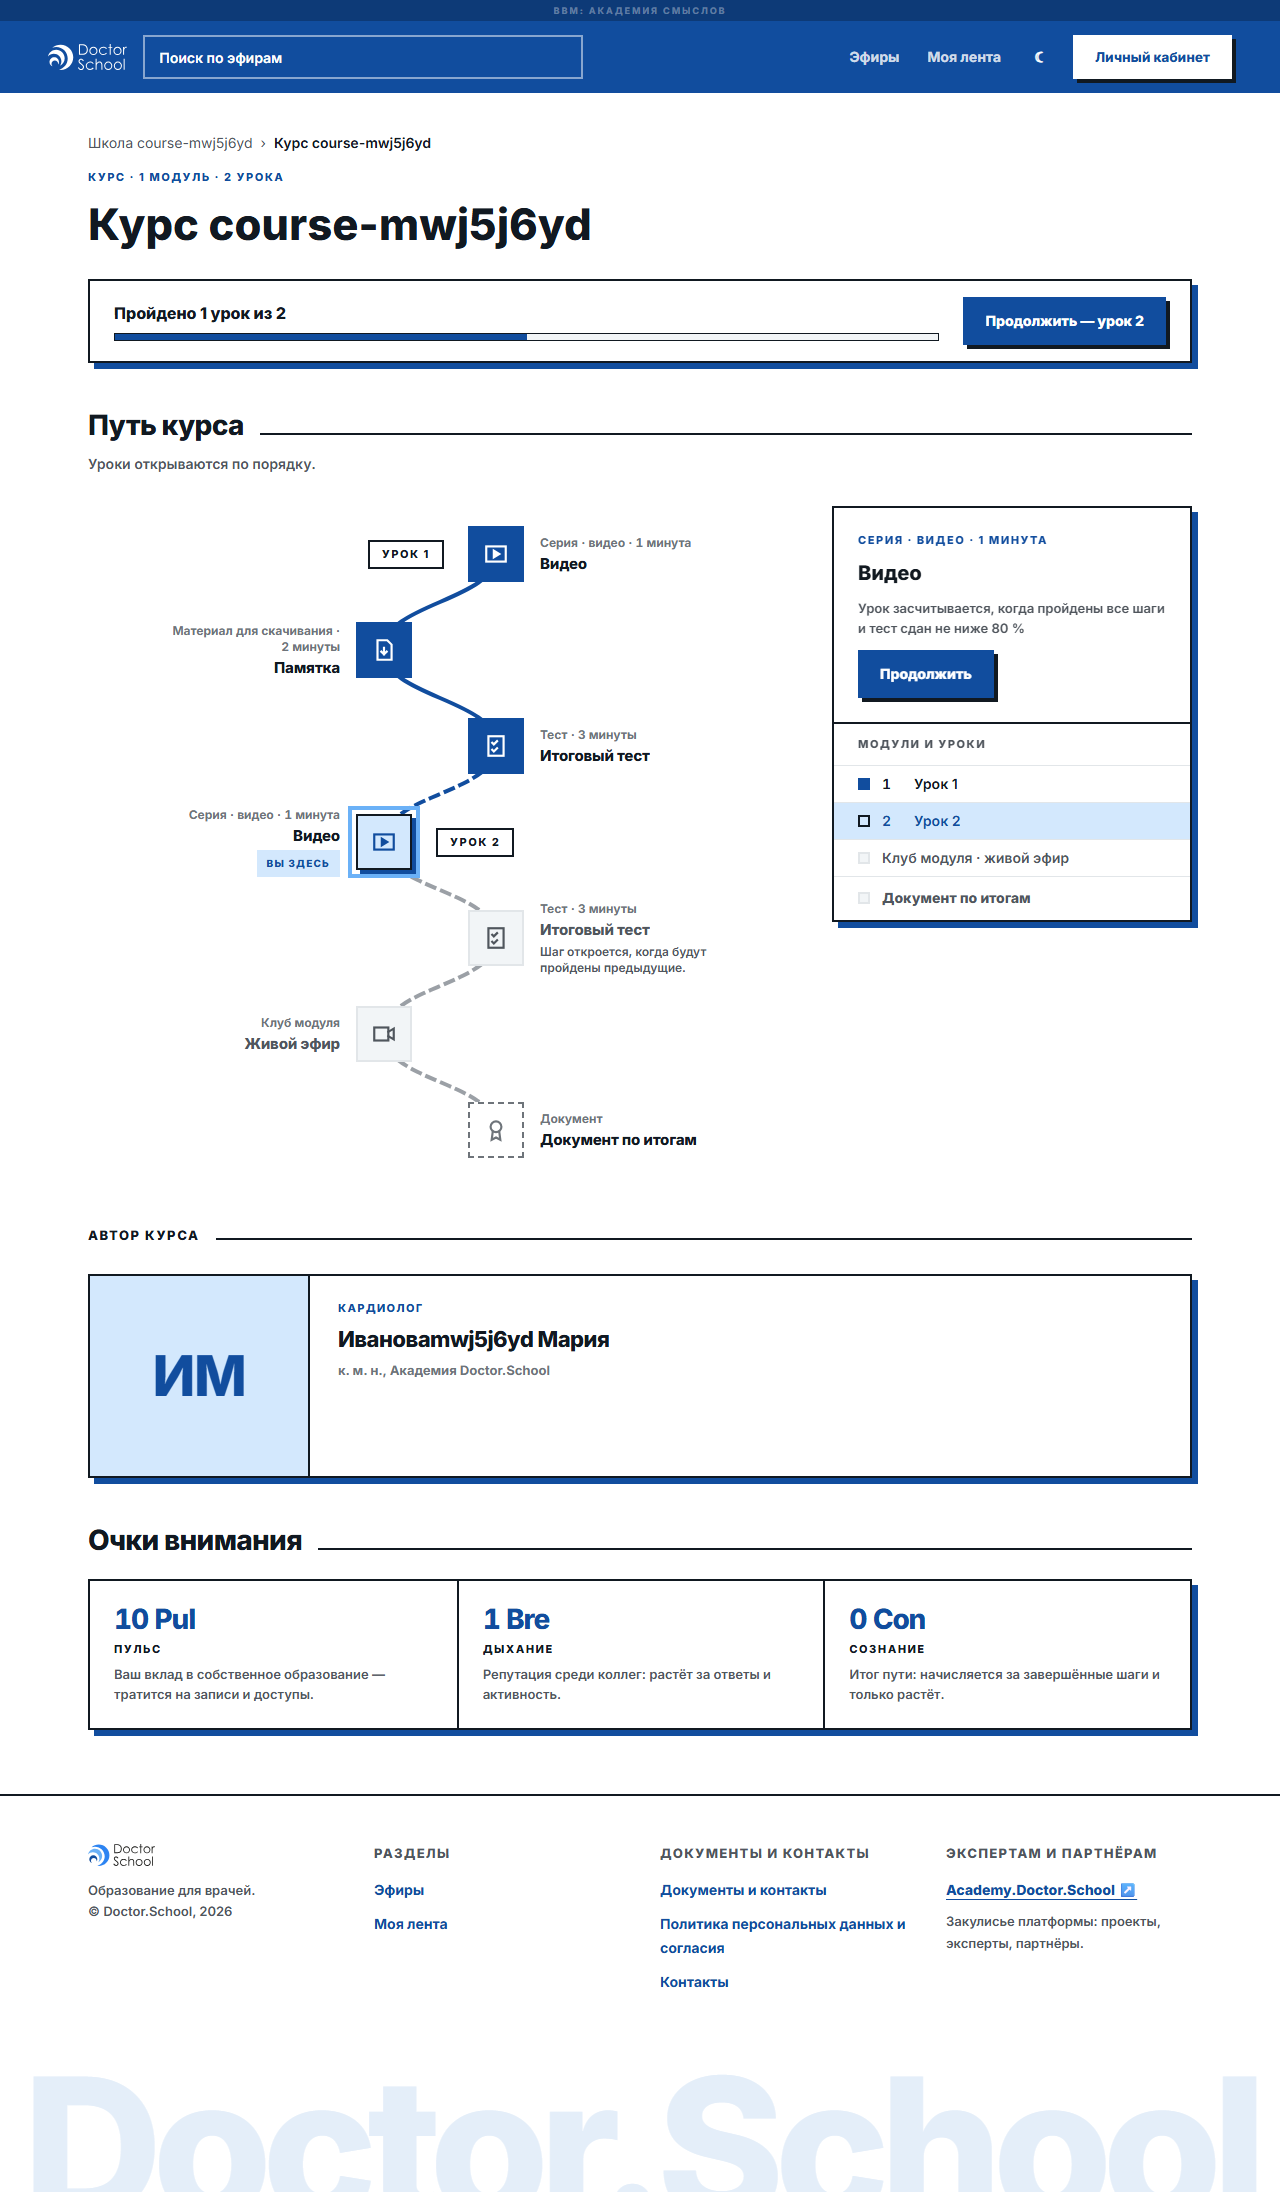 ВВМ: АКАДЕМИЯ СМЫСЛОВ
Doctor
School
Поиск по эфирам
Эфиры
Моя лента
Личный кабинет
Школа course-mwj5j6yd › Курс course-mwj5j6yd
КУРС · 1 МОДУЛЬ · 2 УРОКА
Курс course-mwj5j6yd
Пройдено 1 урок из 2
Продолжить — урок 2
Путь курса
Уроки открываются по порядку.
УРОК 1
Серия · видео · 1 минута
Видео
Материал для скачивания ·
2 минуты
Памятка
Тест · 3 минуты
Итоговый тест
Серия · видео · 1 минута
Видео
ВЫ ЗДЕСЬ
УРОК 2
Тест · 3 минуты
Итоговый тест
Шаг откроется, когда будут
пройдены предыдущие.
Клуб модуля
Живой эфир
Документ
Документ по итогам
СЕРИЯ · ВИДЕО · 1 МИНУТА
Видео
Урок засчитывается, когда пройдены все шаги
и тест сдан не ниже 80 %
Продолжить
МОДУЛИ И УРОКИ
1 Урок 1
2 Урок 2
Клуб модуля · живой эфир
Документ по итогам
АВТОР КУРСА
ИМ
КАРДИОЛОГ
Ивановаmwj5j6yd Мария
к. м. н., Академия Doctor.School
Очки внимания
10 Pul
ПУЛЬС
Ваш вклад в собственное образование —
тратится на записи и доступы.
1 Bre
ДЫХАНИЕ
Репутация среди коллег: растёт за ответы и
активность.
0 Con
СОЗНАНИЕ
Итог пути: начисляется за завершённые шаги и
только растёт.
Doctor
School
Образование для врачей.
© Doctor.School, 2026
РАЗДЕЛЫ
Эфиры
Моя лента
ДОКУМЕНТЫ И КОНТАКТЫ
Документы и контакты
Политика персональных данных и
согласия
Контакты
ЭКСПЕРТАМ И ПАРТНЁРАМ
Academy.Doctor.School ↗
Закулисье платформы: проекты,
эксперты, партнёры.
Doctor.School